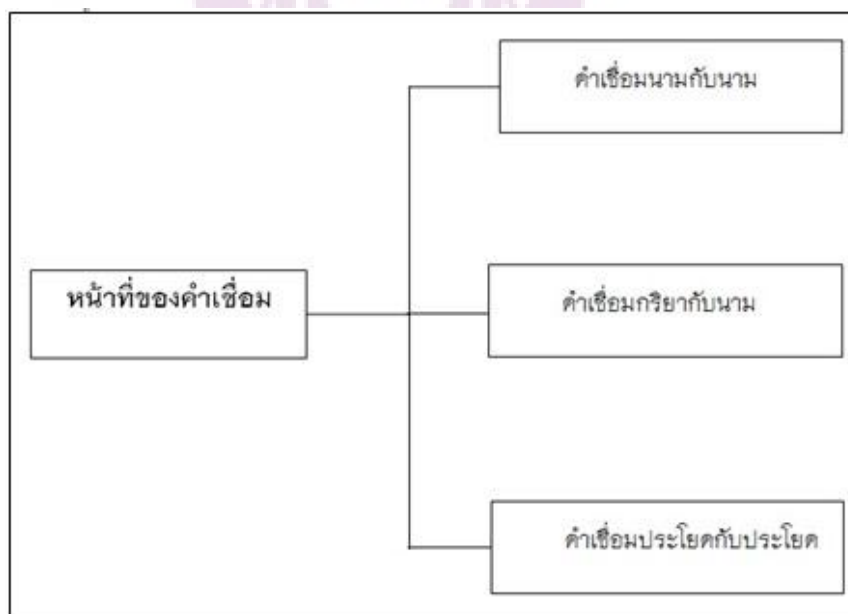 คำเชื่อมนามกับนาม
หน้าที่ของคำเชื่อม
คำเชื่อมกริยากับนาม
คำเชื่อมประโยคกับประโยค